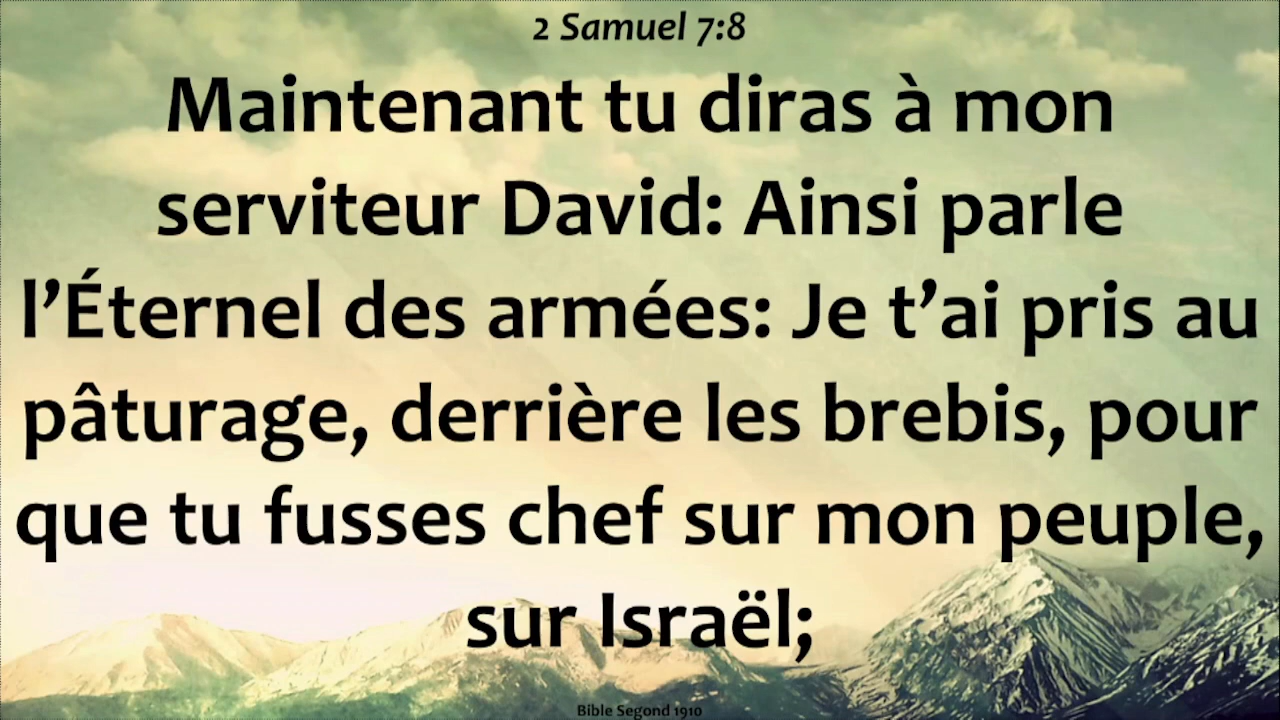 2 Samuel 7:8
Maintenant tu diras à mon
serviteur David: Ainsi parle
l’Éternel des armées: Je t’ai pris au
pâturage, derrière les brebis, pour
que tu fusses chef sur mon peuple,
sur Israël;
Bible Segond 1910